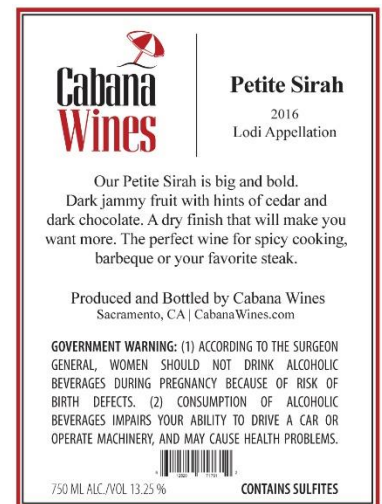 Cabana
Wines
Petite Sirah
2016
Lodi Appellation
Our Petite Sirah is big and bold.
Dark jammy fruit with hints of cedar and
dark chocolate. A dry finish that will make you
want more. The perfect wine for spicy cooking,
barbeque or your favorite steak.
Produced and Bottled by Cabana Wines
Sacramento, CA | CabanaWines.com
GOVERNMENT WARNING: (1) ACCORDING TO THE SURGEON
GENERAL, WOMEN SHOULD NOT DRINK ALCOHOLIC
BEVERAGES DURING PREGNANCY BECAUSE OF RISK OF
BIRTH DEFECTS. (2) CONSUMPTION OF ALCOHOLIC
BEVERAGES IMPAIRS YOUR ABILITY TO DRIVE A CAR OR
OPERATE MACHINERY, AND MAY CAUSE HEALTH PROBLEMS.
750 ML ALC./VOL 13.25 % CONTAINS SULFITES